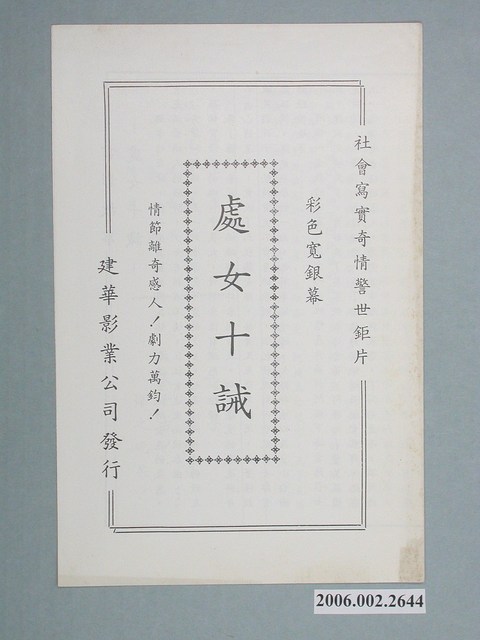 社會寫實奇情警世鉅片
彩色寬銀幕
處女十誡
情節離奇感人！劇力萬鈞！
建華影業公司發行
2006.002.2644